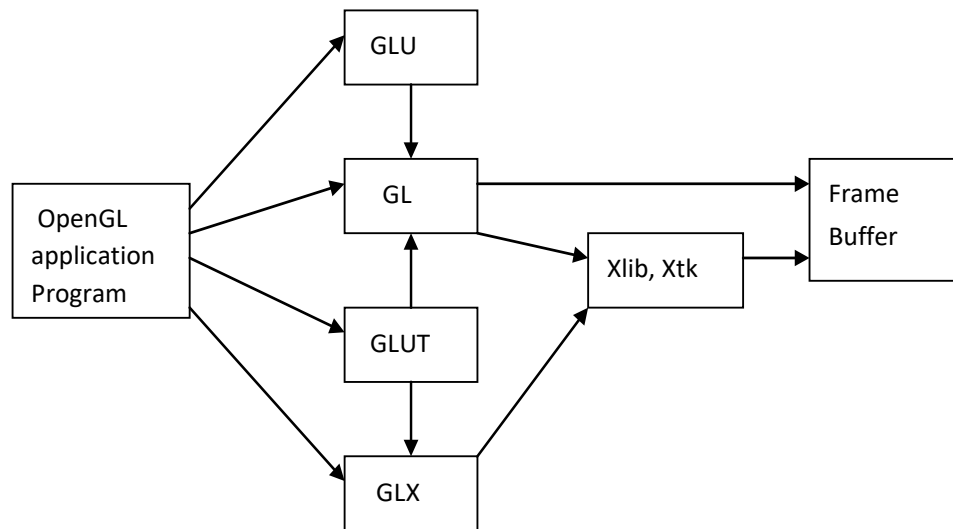 GLU
GL
OpenGL
application
Program
Frame
Buffer
Xlib, Xtk
GLUT
GLX